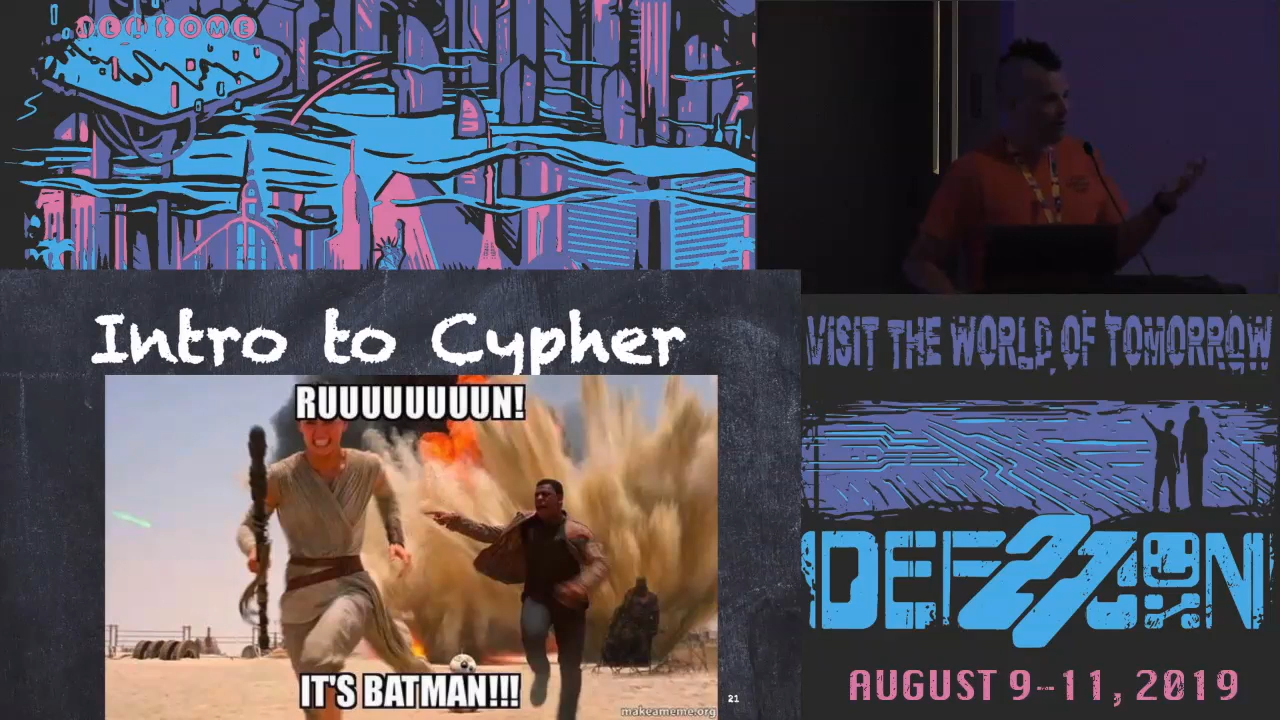 WELCOME
Intro to Cypher
RUUUUUUUUN!
IT'S BATMAN!!!
makeameme.org
21
VISIT THE WORLD OF TOMORROW
DEF 27 CON
AUGUST 9-11, 2019